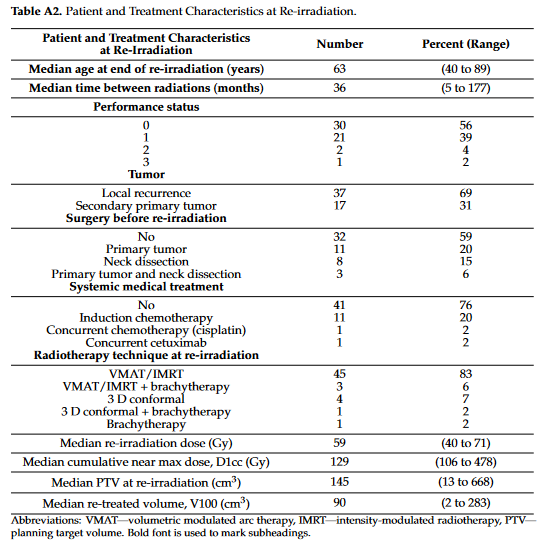 Table A2. Patient and Treatment Characteristics at Re-irradiation.
Patient and Treatment Characteristics at Re-Irradiation Number Percent (Range)
Median age at end of re-irradiation (years) 63 (40 to 89)
Median time between radiations (months) 36 (5 to 177)
Performance status
0 30 56
1 21 39
2 2 4
3 1 2
Tumor
Local recurrence 37 69
Secondary primary tumor 17 31
Surgery before re-irradiation
No 32 59
Primary tumor 11 20
Neck dissection 8 15
Primary tumor and neck dissection 3 6
Systemic medical treatment
No 41 76
Induction chemotherapy 11 20
Concurrent chemotherapy (cisplatin) 1 2
Concurrent cetuximab 1 2
Radiotherapy technique at re-irradiation
VMAT/IMRT 45 83
VMAT/IMRT + brachytherapy 3 6
3 D conformal 4 7
3 D conformal + brachytherapy 1 2
Brachytherapy 1 2
Median re-irradiation dose (Gy) 59 (40 to 71)
Median cumulative near max dose, D1cc (Gy) 129 (106 to 478)
Median PTV at re-irradiation (cm³) 145 (13 to 668)
Median re-treated volume, V100 (cm³) 90 (2 to 283)
Abbreviations: VMAT—volumetric modulated arc therapy, IMRT—intensity-modulated radiotherapy, PTV—
planning target volume. Bold font is used to mark subheadings.